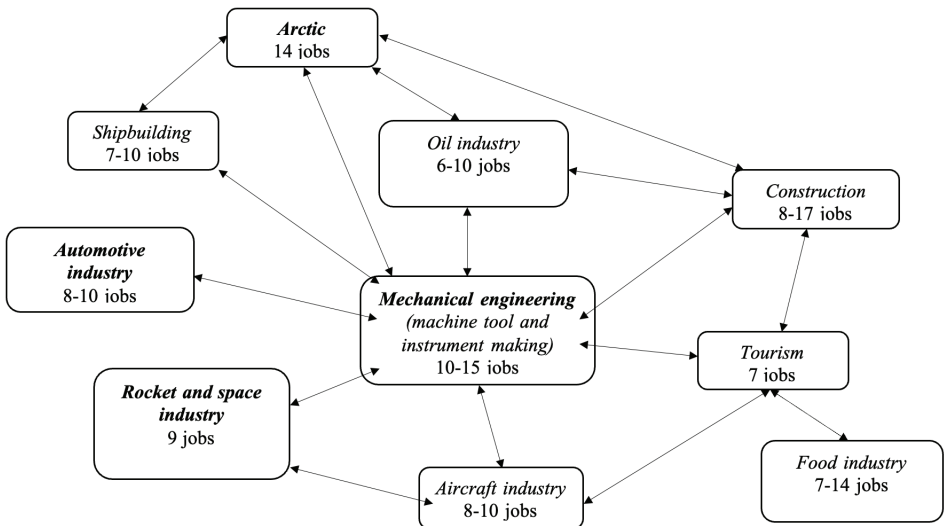 Arctic
14 jobs
Shipbuilding
7-10 jobs
Oil industry
6-10 jobs
Construction
8-17 jobs
Automotive
industry
8-10 jobs
Mechanical engineering
(machine tool and
instrument making)
10-15 jobs
Tourism
7 jobs
Rocket and space
industry
9 jobs
Aircraft industry
8-10 jobs
Food industry
7-14 jobs